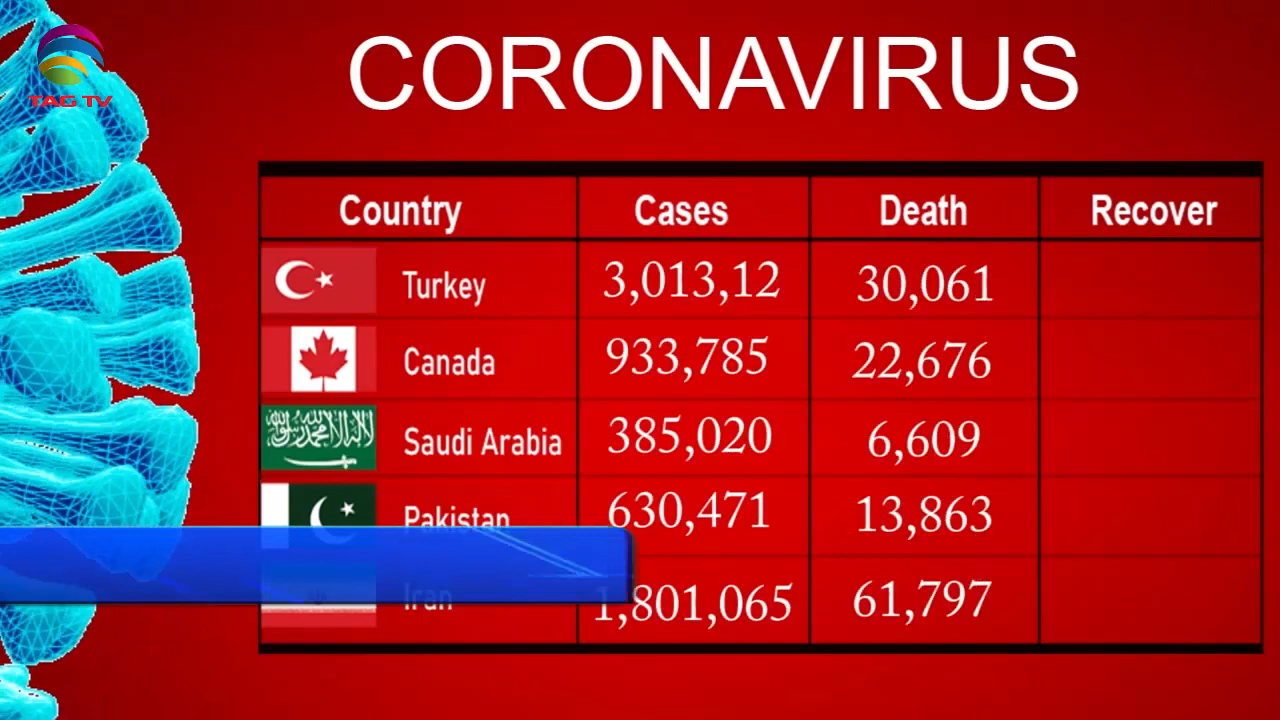 TAG TV
CORONAVIRUS
Country Cases Death Recover
Turkey 3,013,12 30,061
Canada 933,785 22,676
Saudi Arabia 385,020 6,609
Pakistan 630,471 13,863
Iran 1,801,065 61,797